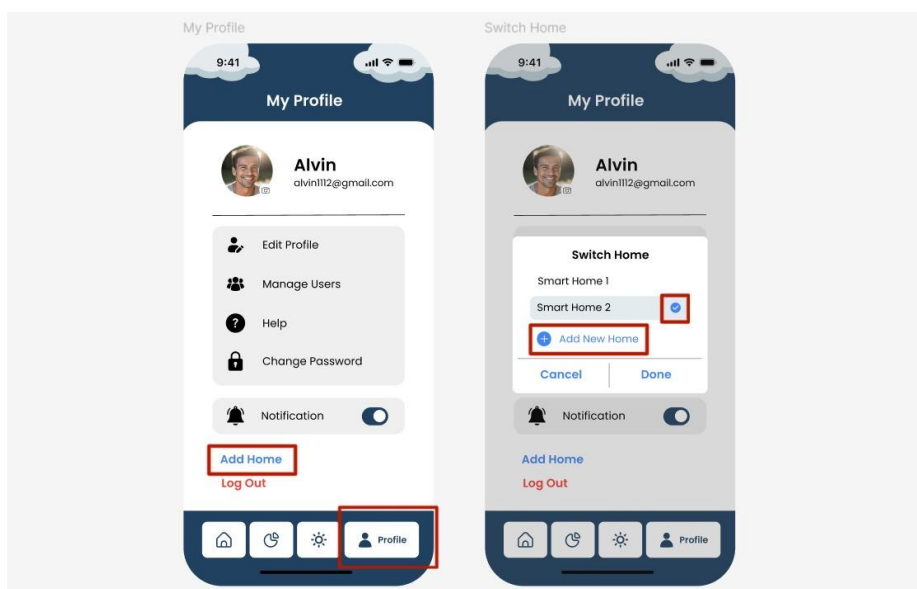 My Profile
9:41
My Profile
Alvin
alvin1112@gmail.com
Edit Profile
Manage Users
?
Help
Change Password
Notification
Add Home
Log Out
Profile
Switch Home
9:41
My Profile
Alvin
alvin1112@gmail.com
Switch Home
Smart Home 1
Smart Home 2
Add New Home
Cancel
Done
Notification
Add Home
Log Out
Profile